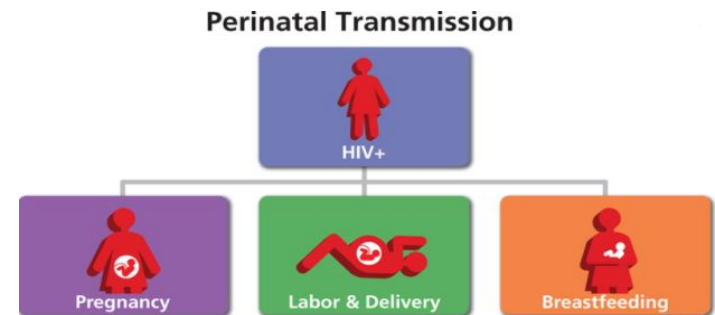 Perinatal Transmission
HIV+
Pregnancy
Labor & Delivery
Breastfeeding